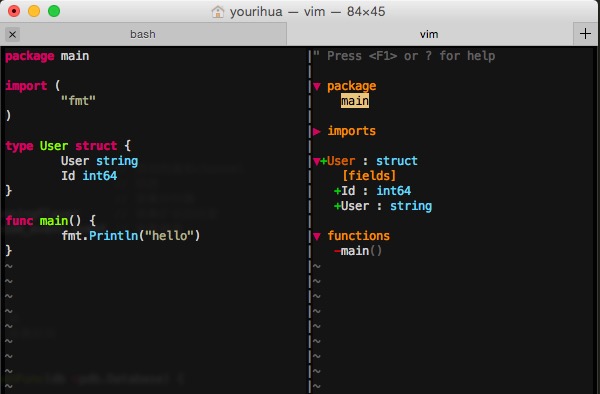 yourihua — vim — 84×45
× bash vim +
package main
import (
"fmt"
)
type User struct {
User string
Id int64
}
func main() {
fmt.Println("hello")
}
~
~
~
~
~
~
~
~
~
" Press <F1> or ? for help
▼ package
main
▶ imports
▼+User : struct
[fields]
+Id : int64
+User : string
▼ functions
-main()
~
~
~
~
~
~
~
~
~